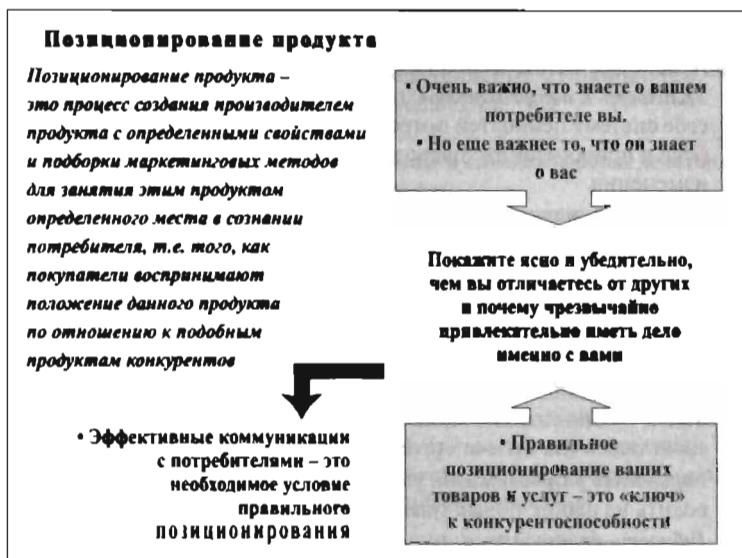 Позиционирование продукта
Позиционирование продукта –
это процесс создания производителем
продукта с определенными свойствами
и подборки маркетинговых методов
для занятия этим продуктом
определенного места в сознании
потребителя, т.е. того, как
покупатели воспринимают
положение данного продукта
по отношению к подобным
продуктам конкурентов
• Очень важно, что знаете о вашем
потребителе вы.
• Но еще важнее то, что он знает
о вас
Покажите ясно и убедительно,
чем вы отличаетесь от других
и почему чрезвычайно
привлекательно иметь дело
именно с вами
• Эффективные коммуникации
с потребителями – это
необходимое условие
правильного
позиционирования
• Правильное
позиционирование ваших
товаров и услуг – это «ключ»
к конкурентоспособности